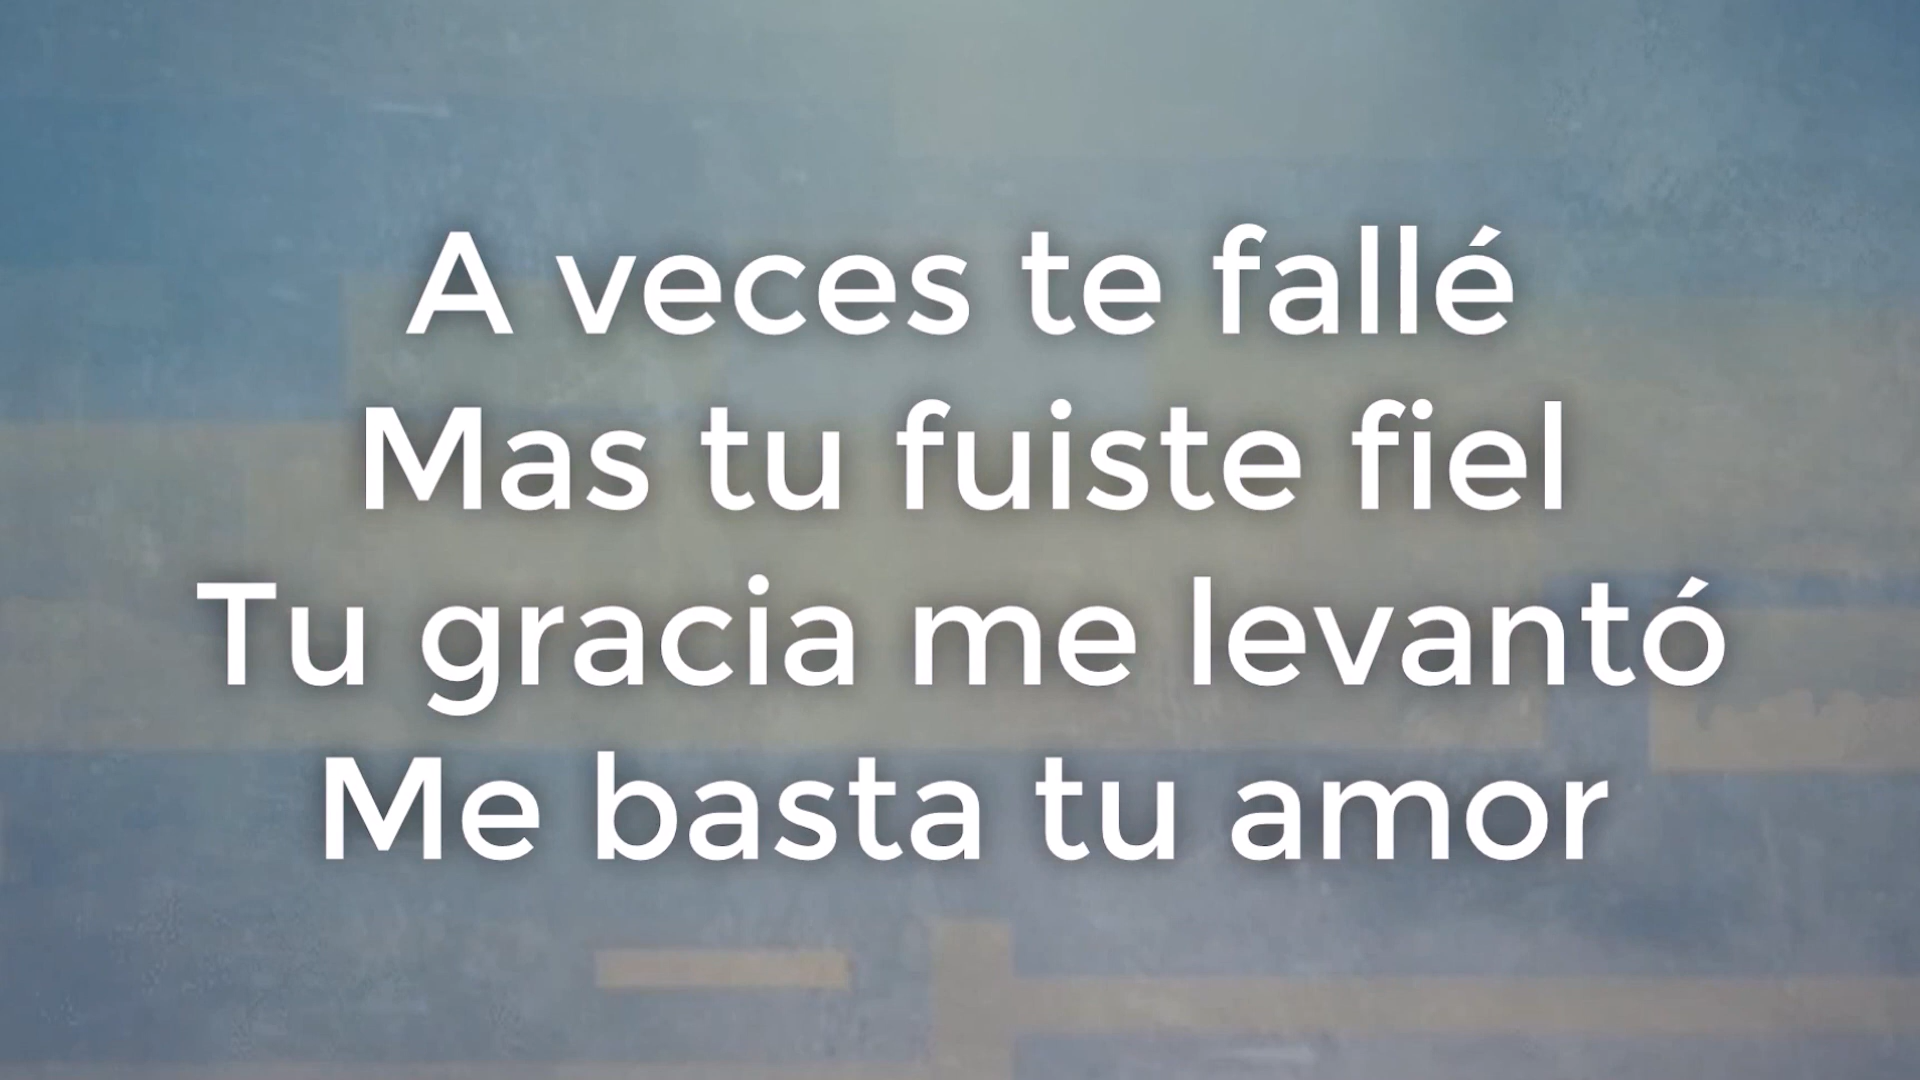 A veces te fallé
Mas tu fuiste fiel
Tu gracia me levantó
Me basta tu amor